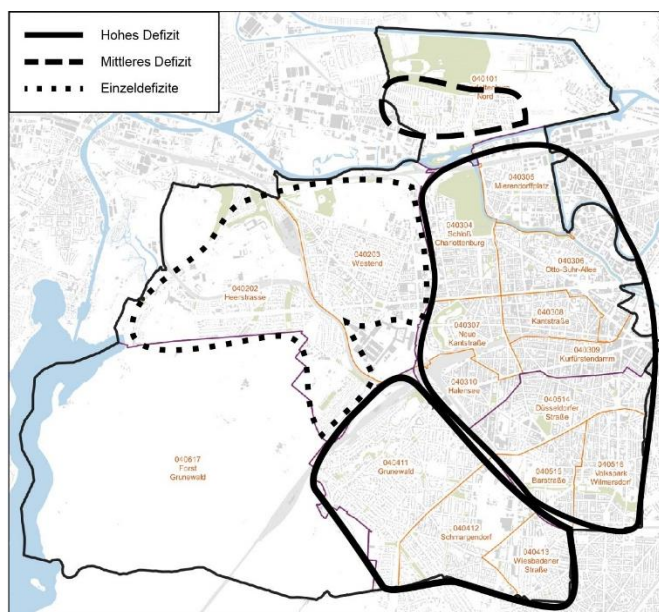 Hohes Defizit
Mittleres Defizit
Einzeldefizite
040101
Nord
040305
Mierendorffplatz
040304
Schloß
Charlottenburg
040203
Westend
040306
Otto-Suhr-Allee
040202
Heerstrasse
040308
Kantstraße
040307
Neue
Kantstraße
040309
Kurfürstendamm
040310
Halensee
040514
Düsseldorfer
Straße
040617
Forst
Grunewald
040411
Grunewald
040515
Barstraße
040516
Volkspark
Wilmersdorf
040412
Schmargendorf
040413
Wiesbadener
Straße